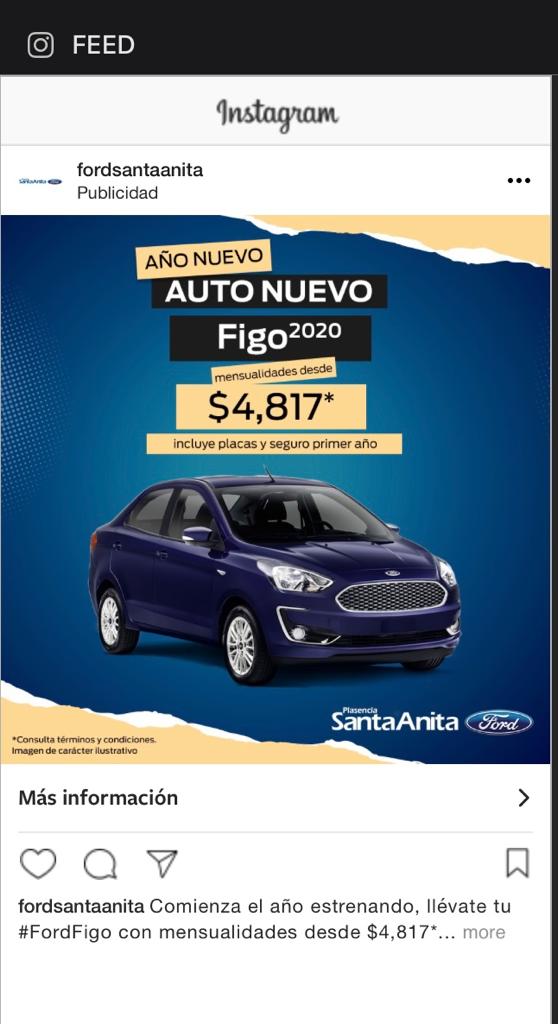 FEED
Instagram
fordsantaanita
Publicidad
AÑO NUEVO
AUTO NUEVO
Figo2020
mensualidades desde
$4,817*
incluye placas y seguro primer año
Plasencia
SantaAnita Ford
*Consulta términos y condiciones.
Imagen de carácter ilustrativo
Más información
fordsantaanita Comienza el año estrenando, llévate tu
#FordFigo con mensualidades desde $4,817*... more